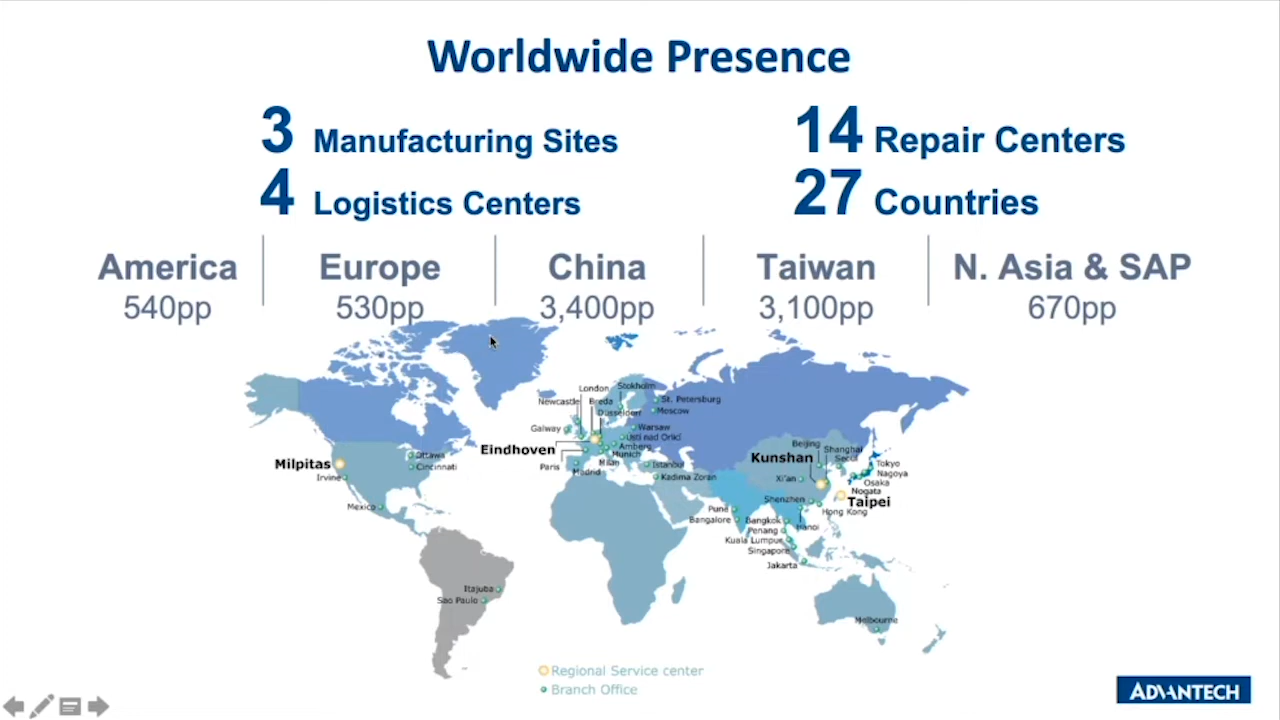 Worldwide Presence
3 Manufacturing Sites
14 Repair Centers
4 Logistics Centers
27 Countries
America
Europe
China
Taiwan
N. Asia & SAP
540pp
530pp
3,400pp
3,100pp
670pp
London
Stokholm
Newcastle
Breda
St. Petersburg
Düsseldorf
Moscow
Galway
Warsaw
Usti nad Orlici
Eindhoven
Amberg
Munich
Paris
Milan
Madrid
Istanbul
Kadima Zoran
Milpitas
Ottawa
Cincinnati
Irvine
Mexico
Beijing
Shanghai
Kunshan
Seoul
Tokyo
Nagoya
Xi'an
Osaka
Nogata
Shenzhen
Taipei
Hong Kong
Pune
Bangalore
Bangkok
Hanoi
Penang
Kuala Lumpur
Singapore
Jakarta
Itajuba
Sao Paulo
Melbourne
Regional Service center
Branch Office
ADVANTECH